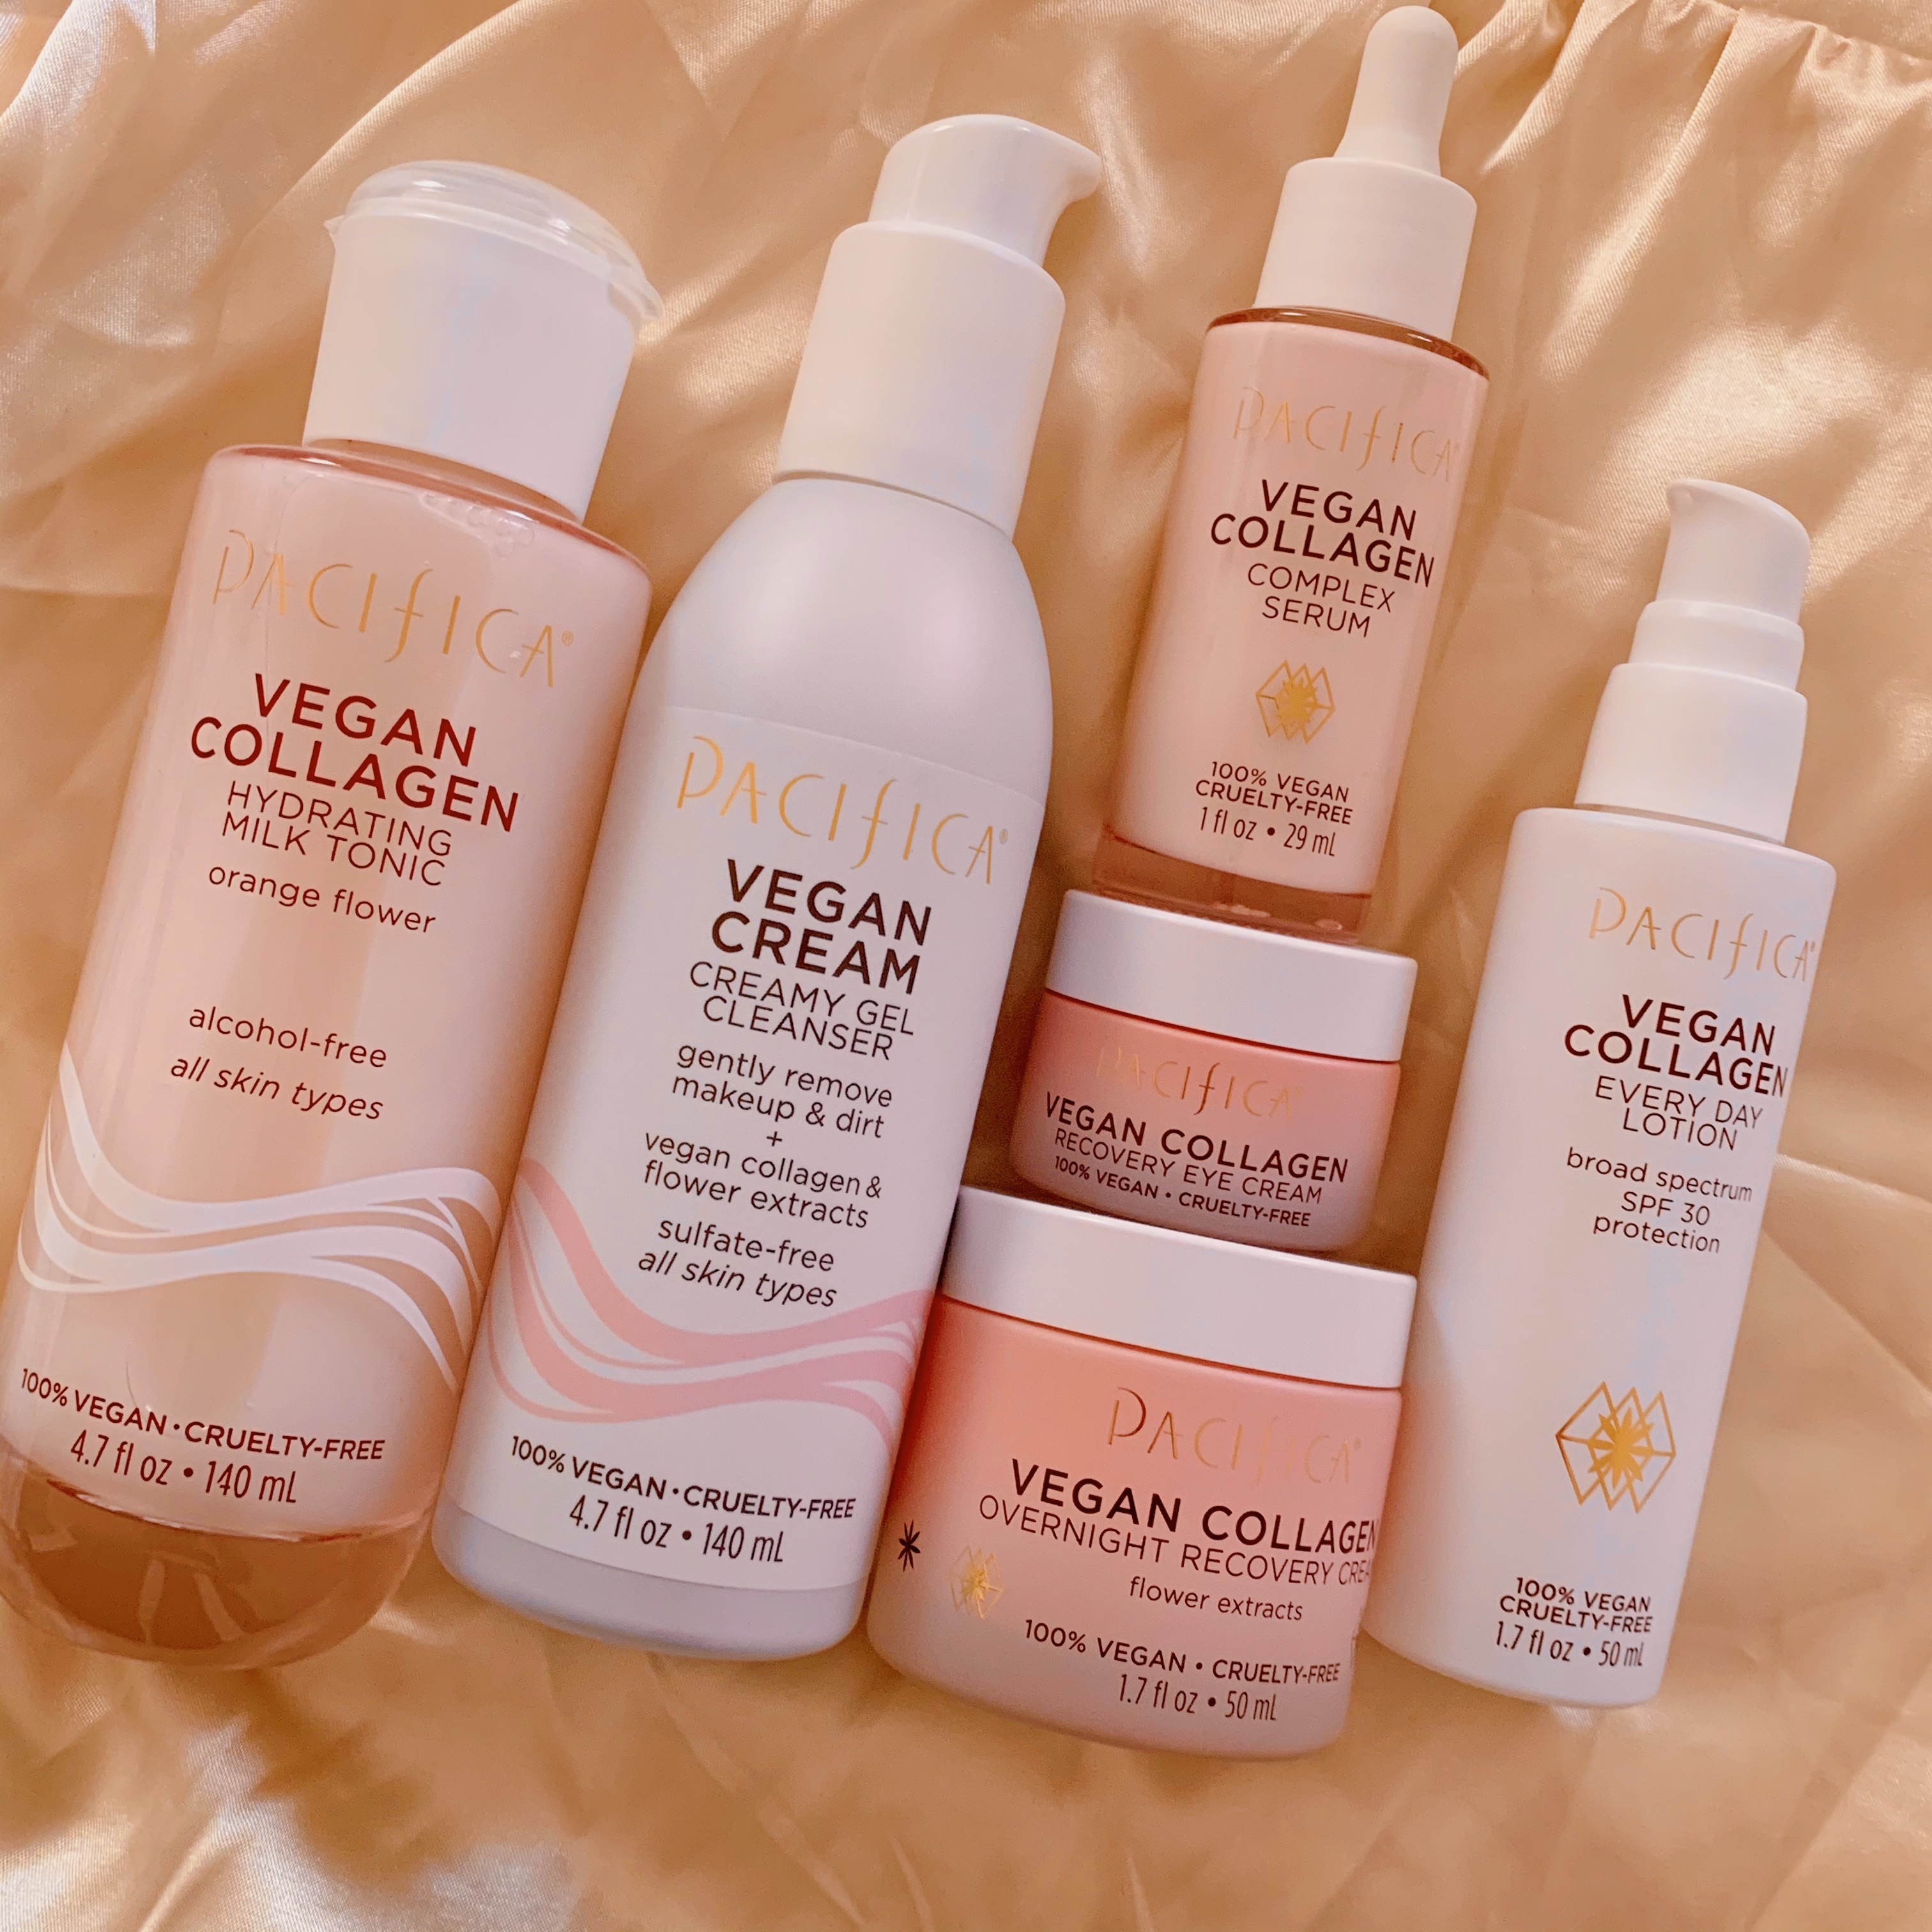 PACIFICA®
VEGAN
COLLAGEN
HYDRATING
MILK TONIC
orange flower
alcohol-free
all skin types
100% VEGAN • CRUELTY-FREE
4.7 fl oz • 140 mL
PACIFICA®
VEGAN
CREAM
CREAMY GEL
CLEANSER
gently remove
makeup & dirt
+
vegan collagen &
flower extracts
sulfate-free
all skin types
100% VEGAN • CRUELTY-FREE
4.7 fl oz • 140 mL
PACIFICA®
VEGAN
COLLAGEN
COMPLEX
SERUM
100% VEGAN
CRUELTY-FREE
1 fl oz • 29 mL
PACIFICA
VEGAN COLLAGEN
RECOVERY EYE CREAM
100% VEGAN • CRUELTY-FREE
PACIFICA®
VEGAN COLLAGEN
OVERNIGHT RECOVERY CREA
flower extracts
100% VEGAN • CRUELTY-FREE
1.7 fl oz • 50 mL
PACIFICA®
VEGAN
COLLAGEN
EVERY DAY
LOTION
broad spectrum
SPF 30
protection
100% VEGAN
CRUELTY-FREE
1.7 fl oz • 50 mL